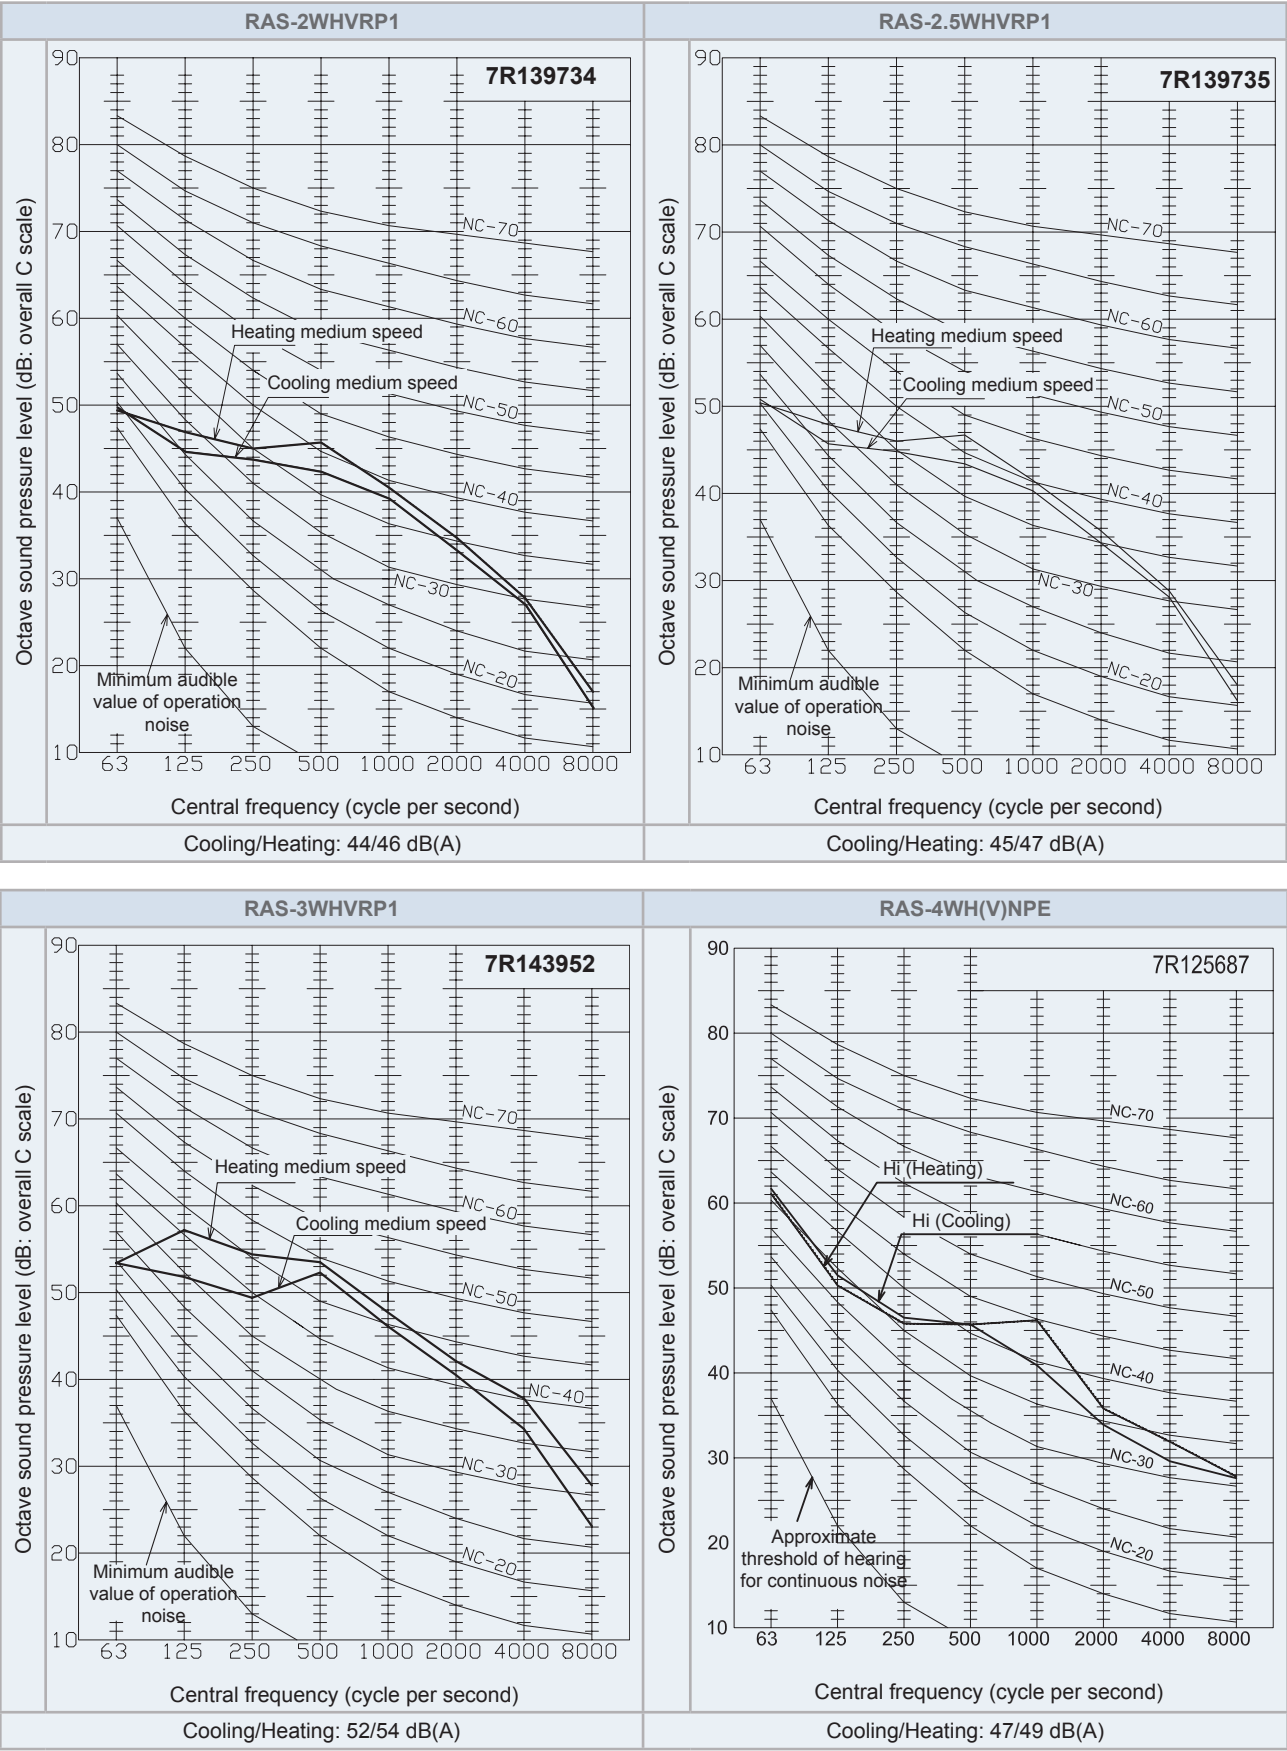 RAS-2WHVRP1
Octave sound pressure level (dB: overall C scale)
90
80
70
60
50
40
30
20
10
7R139734
NC-70
NC-60
Heating medium speed
Cooling medium speed
NC-50
NC-40
NC-30
NC-20
Minimum audible
value of operation
noise
63 125 250 500 1000 2000 4000 8000
Central frequency (cycle per second)
Cooling/Heating: 44/46 dB(A)
RAS-2.5WHVRP1
Octave sound pressure level (dB: overall C scale)
90
80
70
60
50
40
30
20
10
7R139735
NC-70
NC-60
Heating medium speed
Cooling medium speed
NC-50
NC-40
NC-30
NC-20
Minimum audible
value of operation
noise
63 125 250 500 1000 2000 4000 8000
Central frequency (cycle per second)
Cooling/Heating: 45/47 dB(A)
RAS-3WHVRP1
Octave sound pressure level (dB: overall C scale)
90
80
70
60
50
40
30
20
10
7R143952
NC-70
Heating medium speed
NC-60
Cooling medium speed
NC-50
NC-40
NC-30
NC-20
Minimum audible
value of operation
noise
63 125 250 500 1000 2000 4000 8000
Central frequency (cycle per second)
Cooling/Heating: 52/54 dB(A)
RAS-4WH(V)NPE
Octave sound pressure level (dB: overall C scale)
90
80
70
60
50
40
30
20
10
7R125687
NC-70
Hi (Heating)
NC-60
Hi (Cooling)
NC-50
NC-40
NC-30
NC-20
Approximate
threshold of hearing
for continuous noise
63 125 250 500 1000 2000 4000 8000
Central frequency (cycle per second)
Cooling/Heating: 47/49 dB(A)